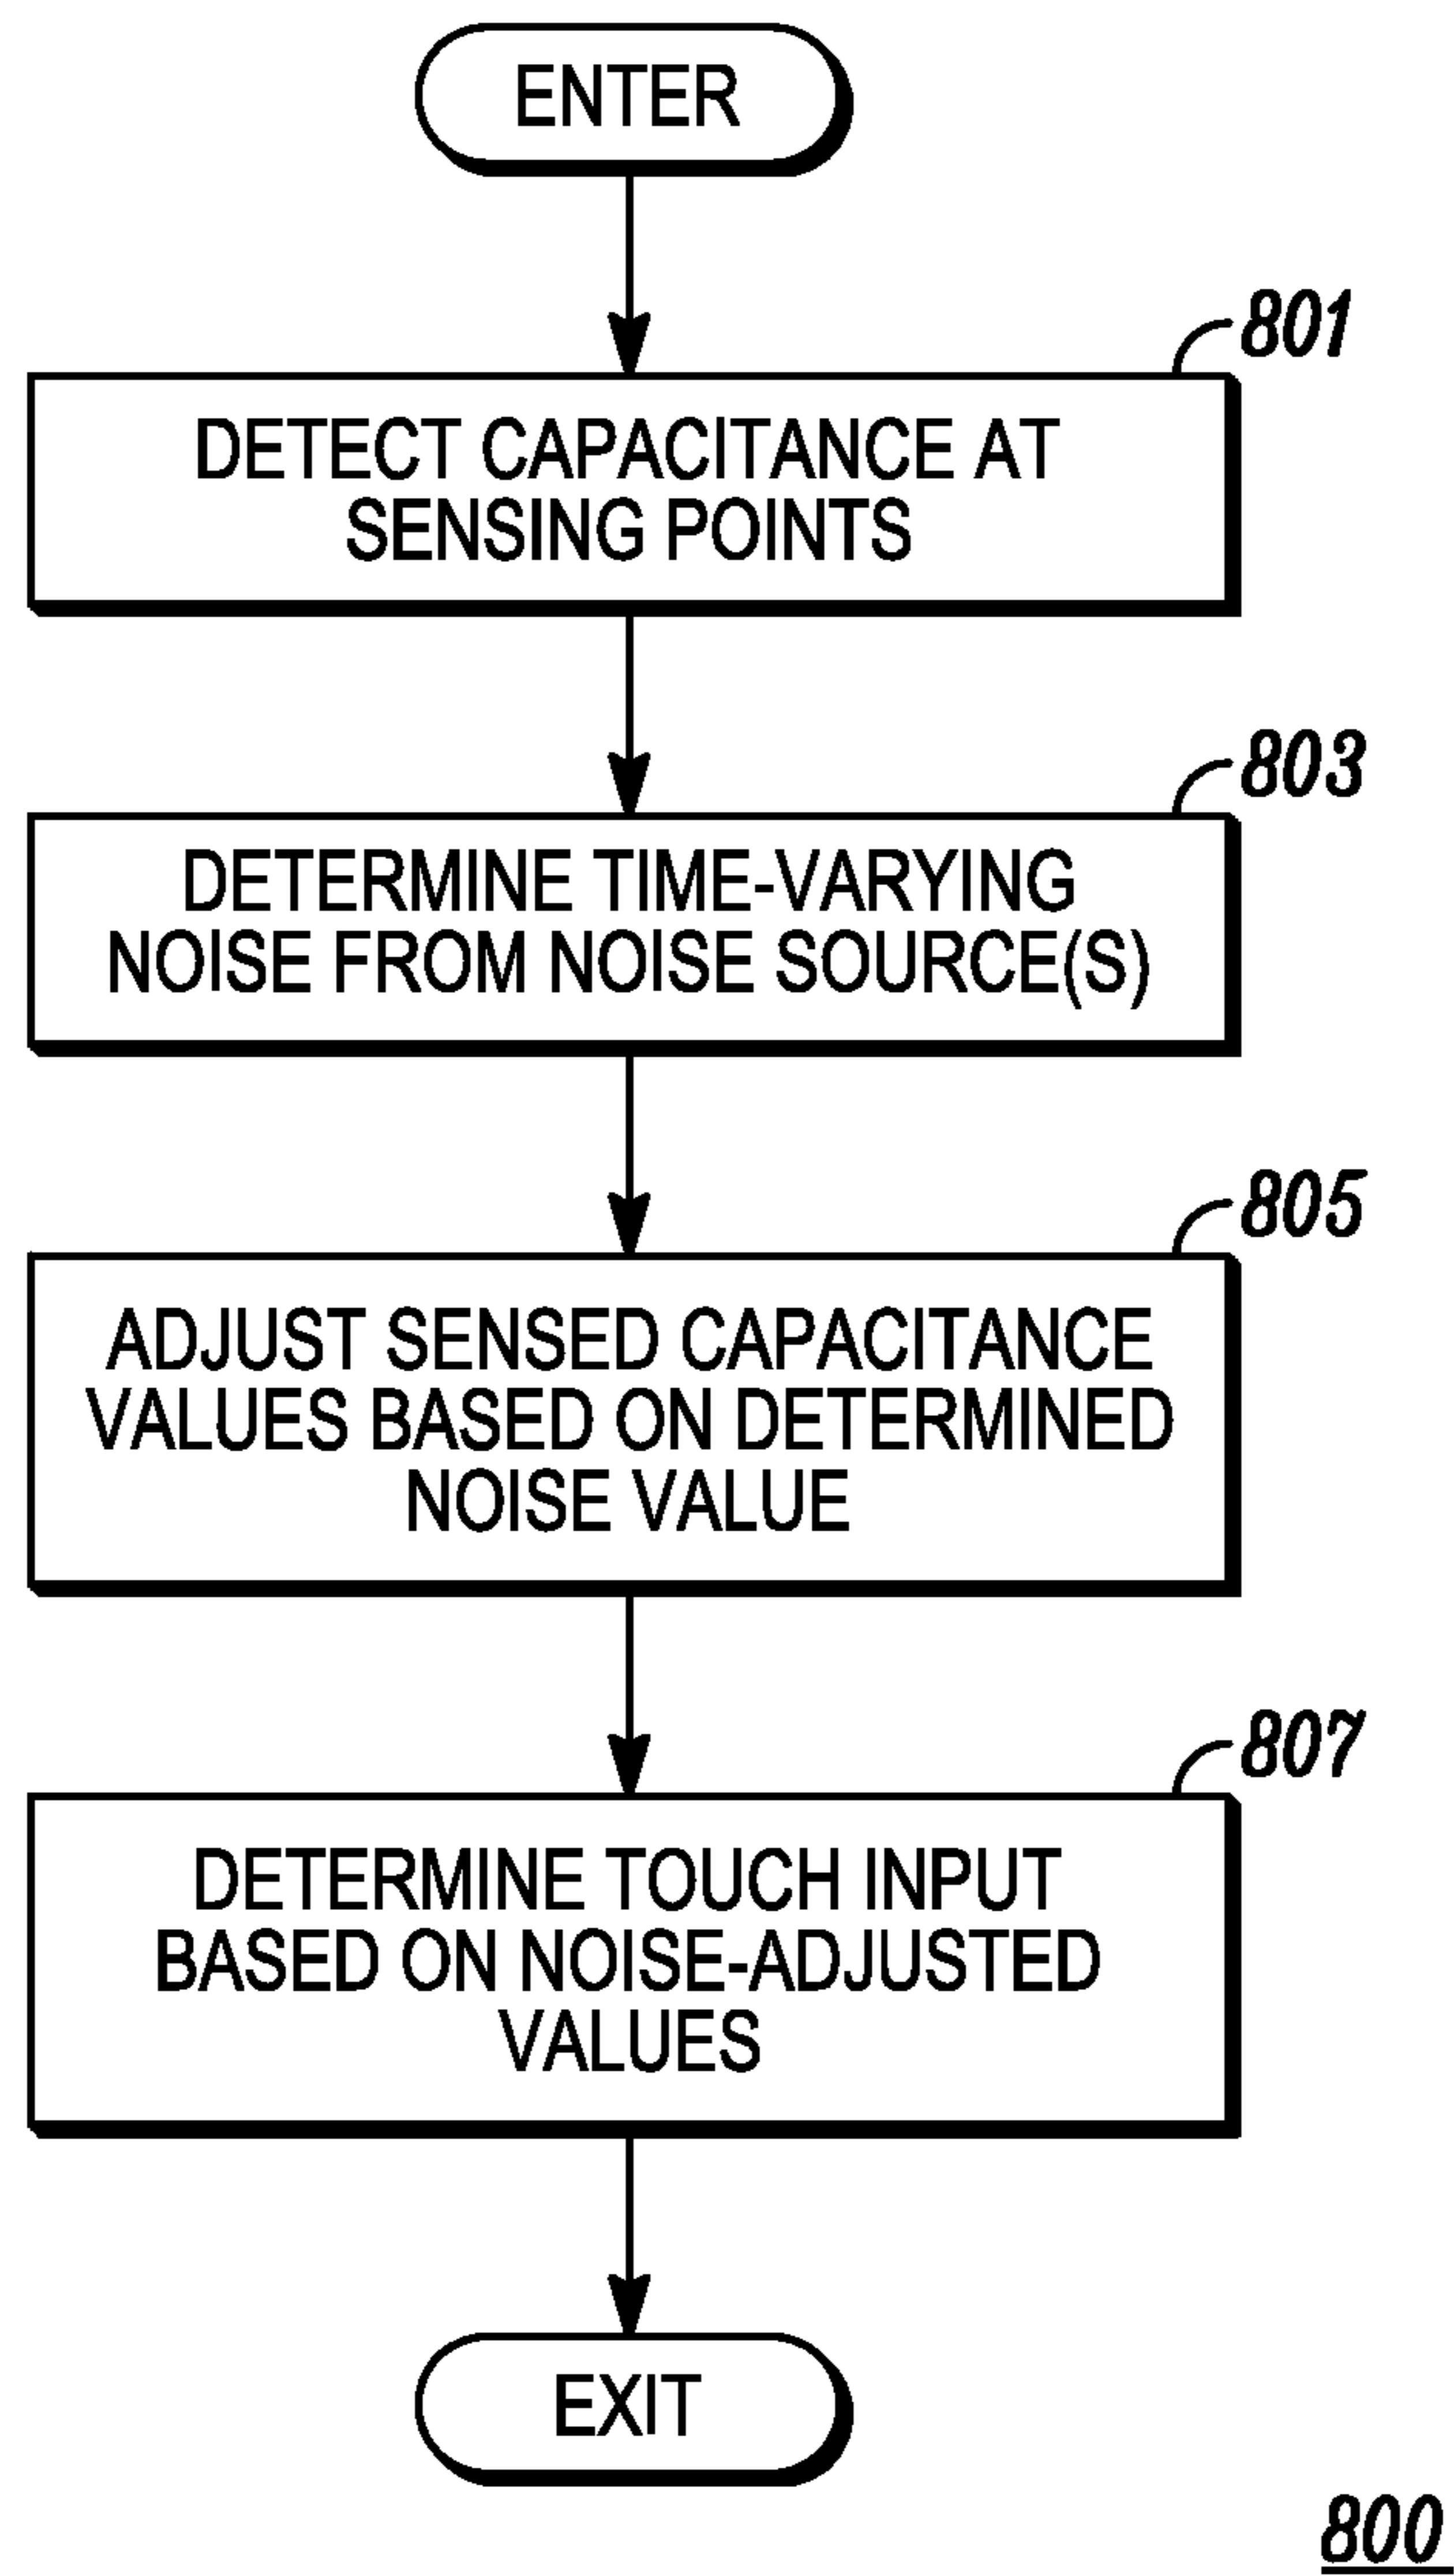 ENTER
801
DETECT CAPACITANCE AT
SENSING POINTS
803
DETERMINE TIME-VARYING
NOISE FROM NOISE SOURCE(S)
805
ADJUST SENSED CAPACITANCE
VALUES BASED ON DETERMINED
NOISE VALUE
807
DETERMINE TOUCH INPUT
BASED ON NOISE-ADJUSTED
VALUES
EXIT
800